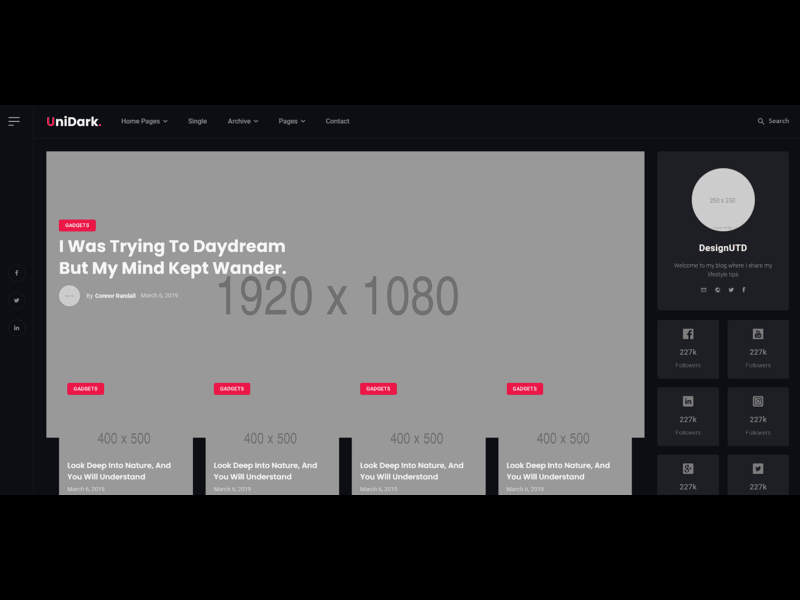 UniDark.
Home Pages
Single
Archive
Pages
Contact
Search
GADGETS
I Was Trying To Daydream
But My Mind Kept Wander.
By Connor Randall March 6, 2019
1920 x 1080
GADGETS
400 x 500
Look Deep Into Nature, And
You Will Understand
March 6, 2019
GADGETS
400 x 500
Look Deep Into Nature, And
You Will Understand
March 6, 2019
GADGETS
400 x 500
Look Deep Into Nature, And
You Will Understand
March 6, 2019
GADGETS
400 x 500
Look Deep Into Nature, And
You Will Understand
March 6, 2019
250 x 250
DesignUTD
Welcome to my blog where I share my
lifestyle tips
227k
Followers
227k
Followers
227k
Followers
227k
Followers
227k
227k